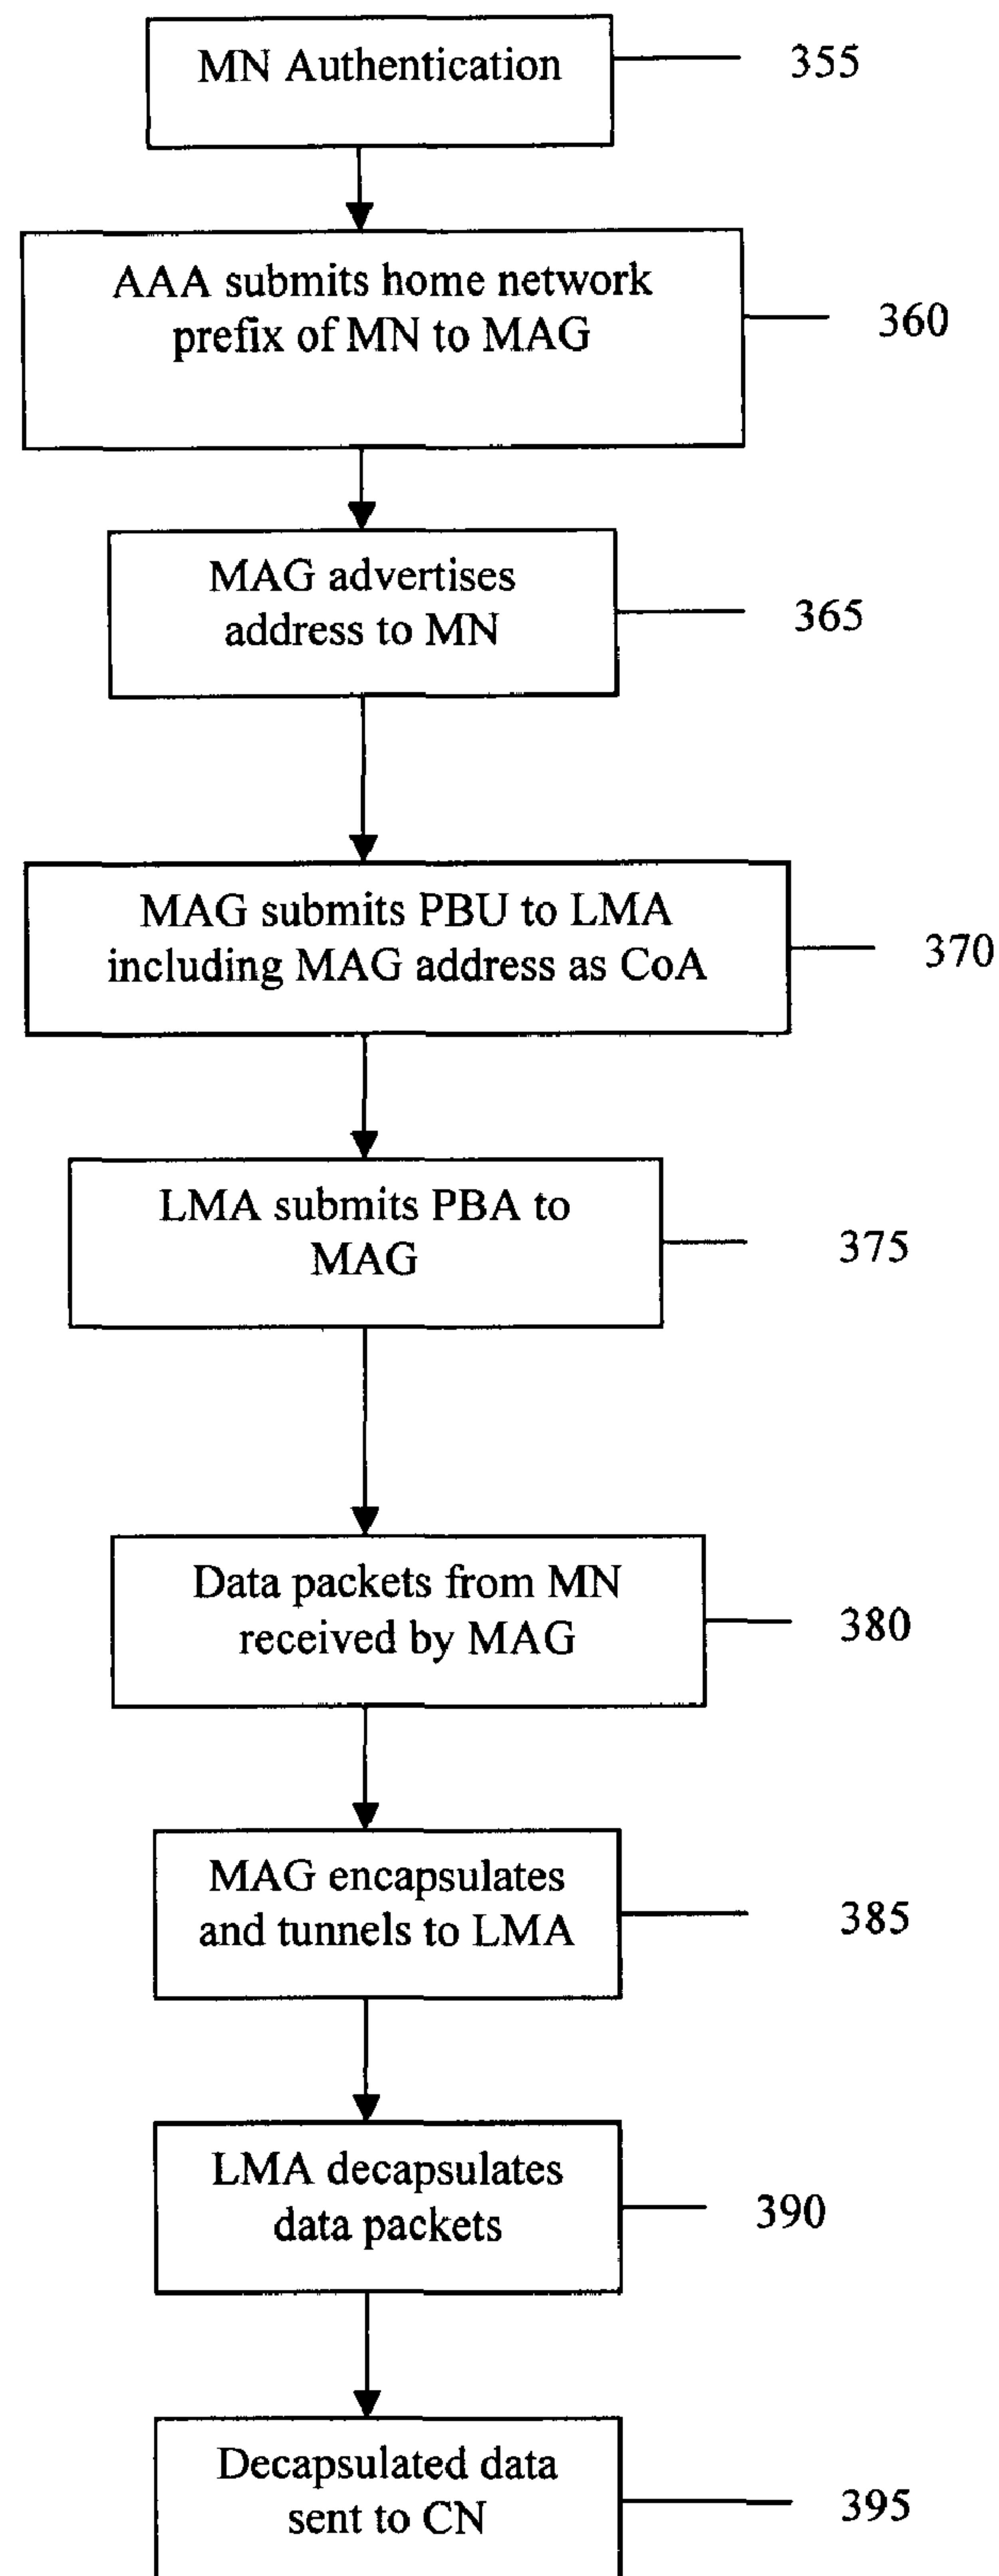 MN Authentication
355
AAA submits home network
prefix of MN to MAG
360
MAG advertises
address to MN
365
MAG submits PBU to LMA
including MAG address as CoA
370
LMA submits PBA to
MAG
375
Data packets from MN
received by MAG
380
MAG encapsulates
and tunnels to LMA
385
LMA decapsulates
data packets
390
Decapsulated data
sent to CN
395